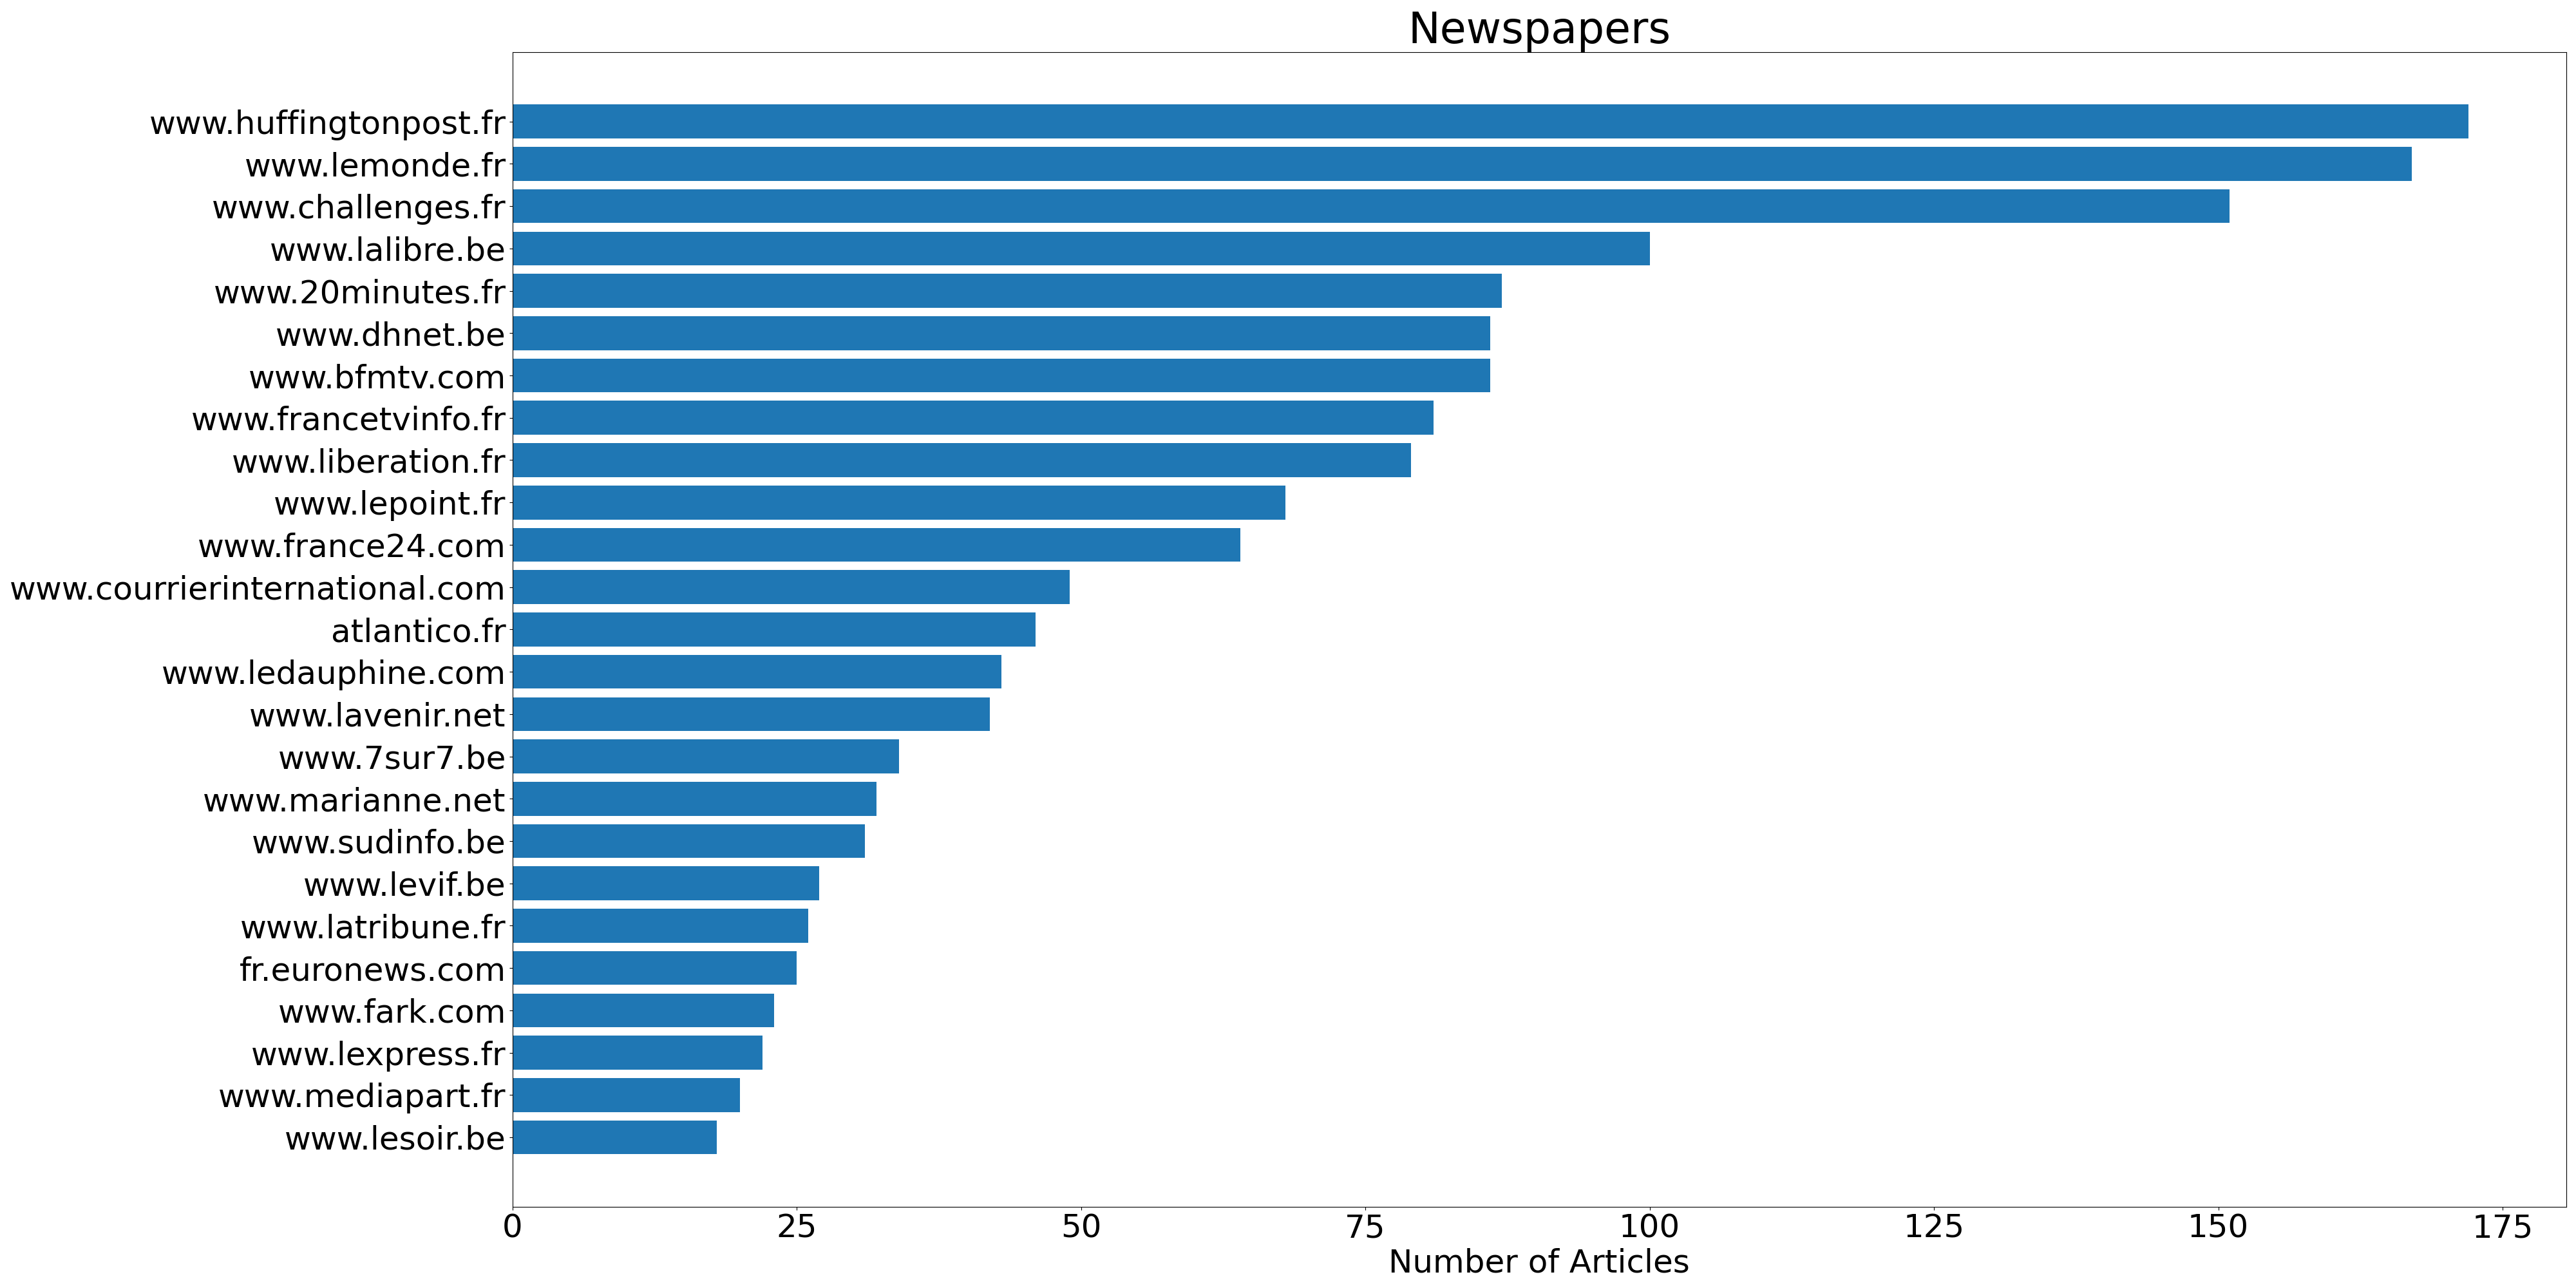 Newspapers
www.huffingtonpost.fr
www.lemonde.fr
www.challenges.fr
www.lalibre.be
www.20minutes.fr
www.dhnet.be
www.bfmtv.com
www.francetvinfo.fr
www.liberation.fr
www.lepoint.fr
www.france24.com
www.courrierinternational.com
atlantico.fr
www.ledauphine.com
www.lavenir.net
www.7sur7.be
www.marianne.net
www.sudinfo.be
www.levif.be
www.latribune.fr
fr.euronews.com
www.fark.com
www.lexpress.fr
www.mediapart.fr
www.lesoir.be
0 25 50 75 100 125 150 175
Number of Articles